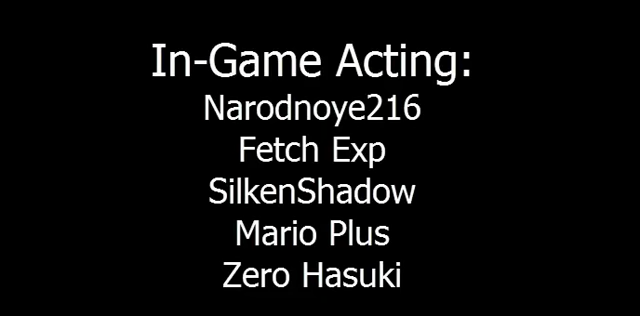 In-Game Acting:
Narodnoye216
Fetch Exp
SilkenShadow
Mario Plus
Zero Hasuki